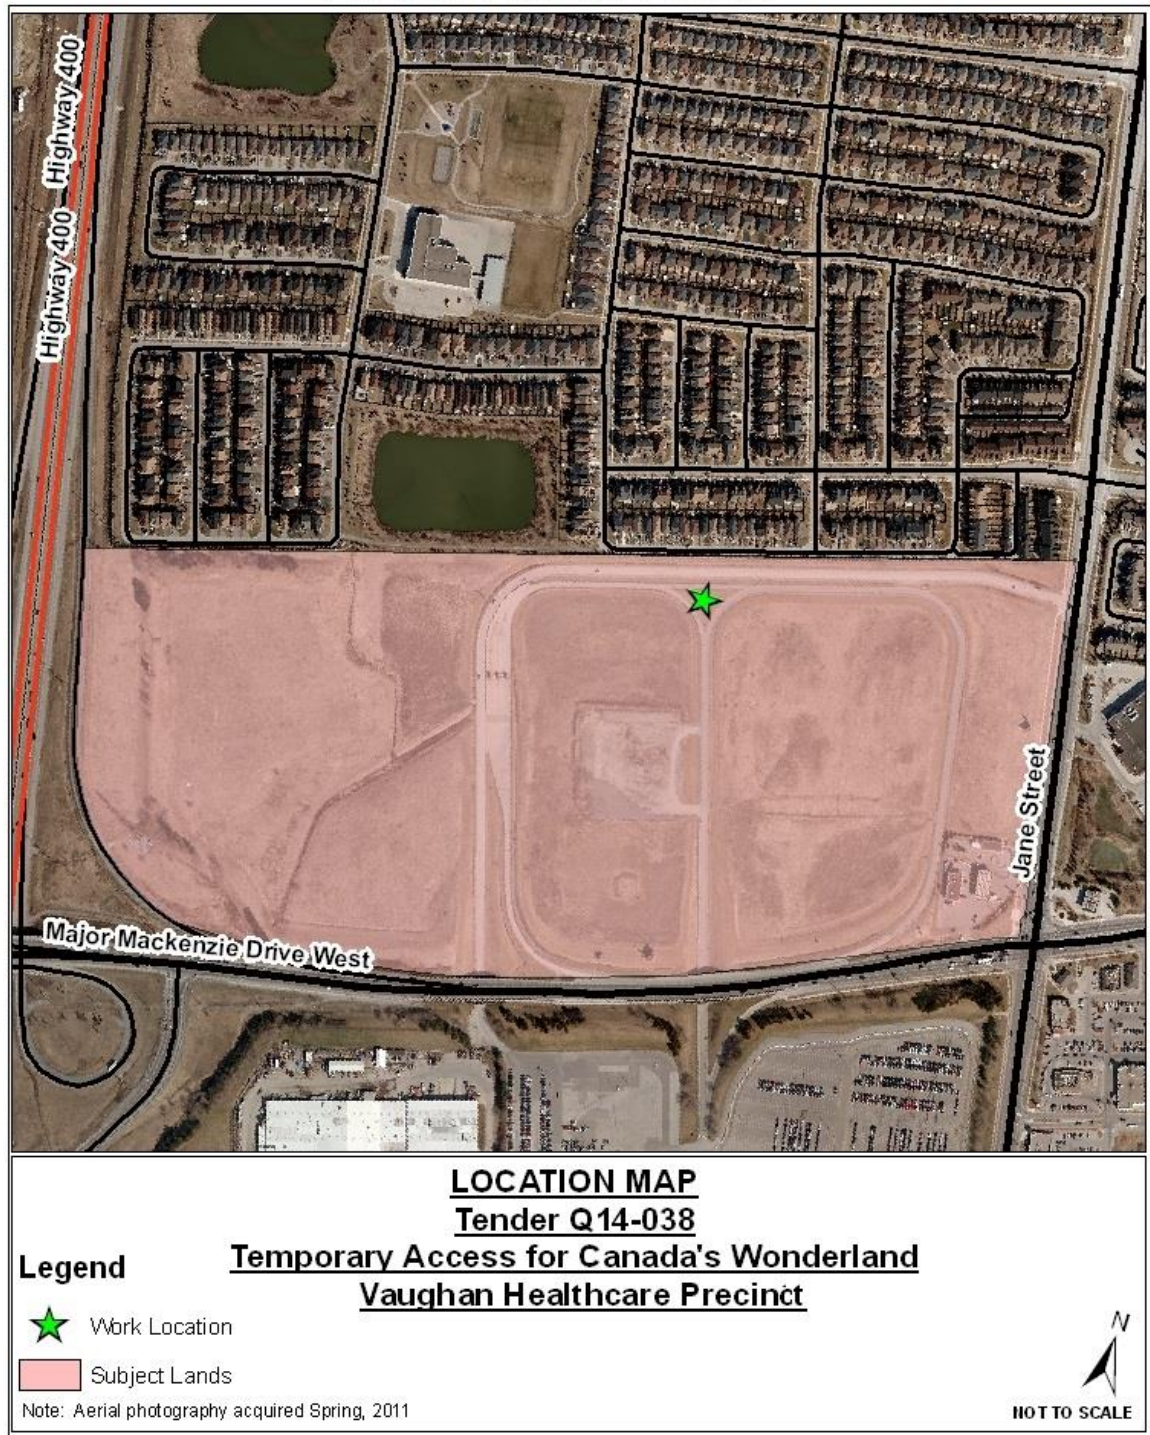 Highway 400
Highway 400
Jane Street
Major Mackenzie Drive West
LOCATION MAP
Tender Q14-038
Temporary Access for Canada's Wonderland
Vaughan Healthcare Precinct
Legend
Work Location
Subject Lands
Note: Aerial photography acquired Spring, 2011
N
NOT TO SCALE